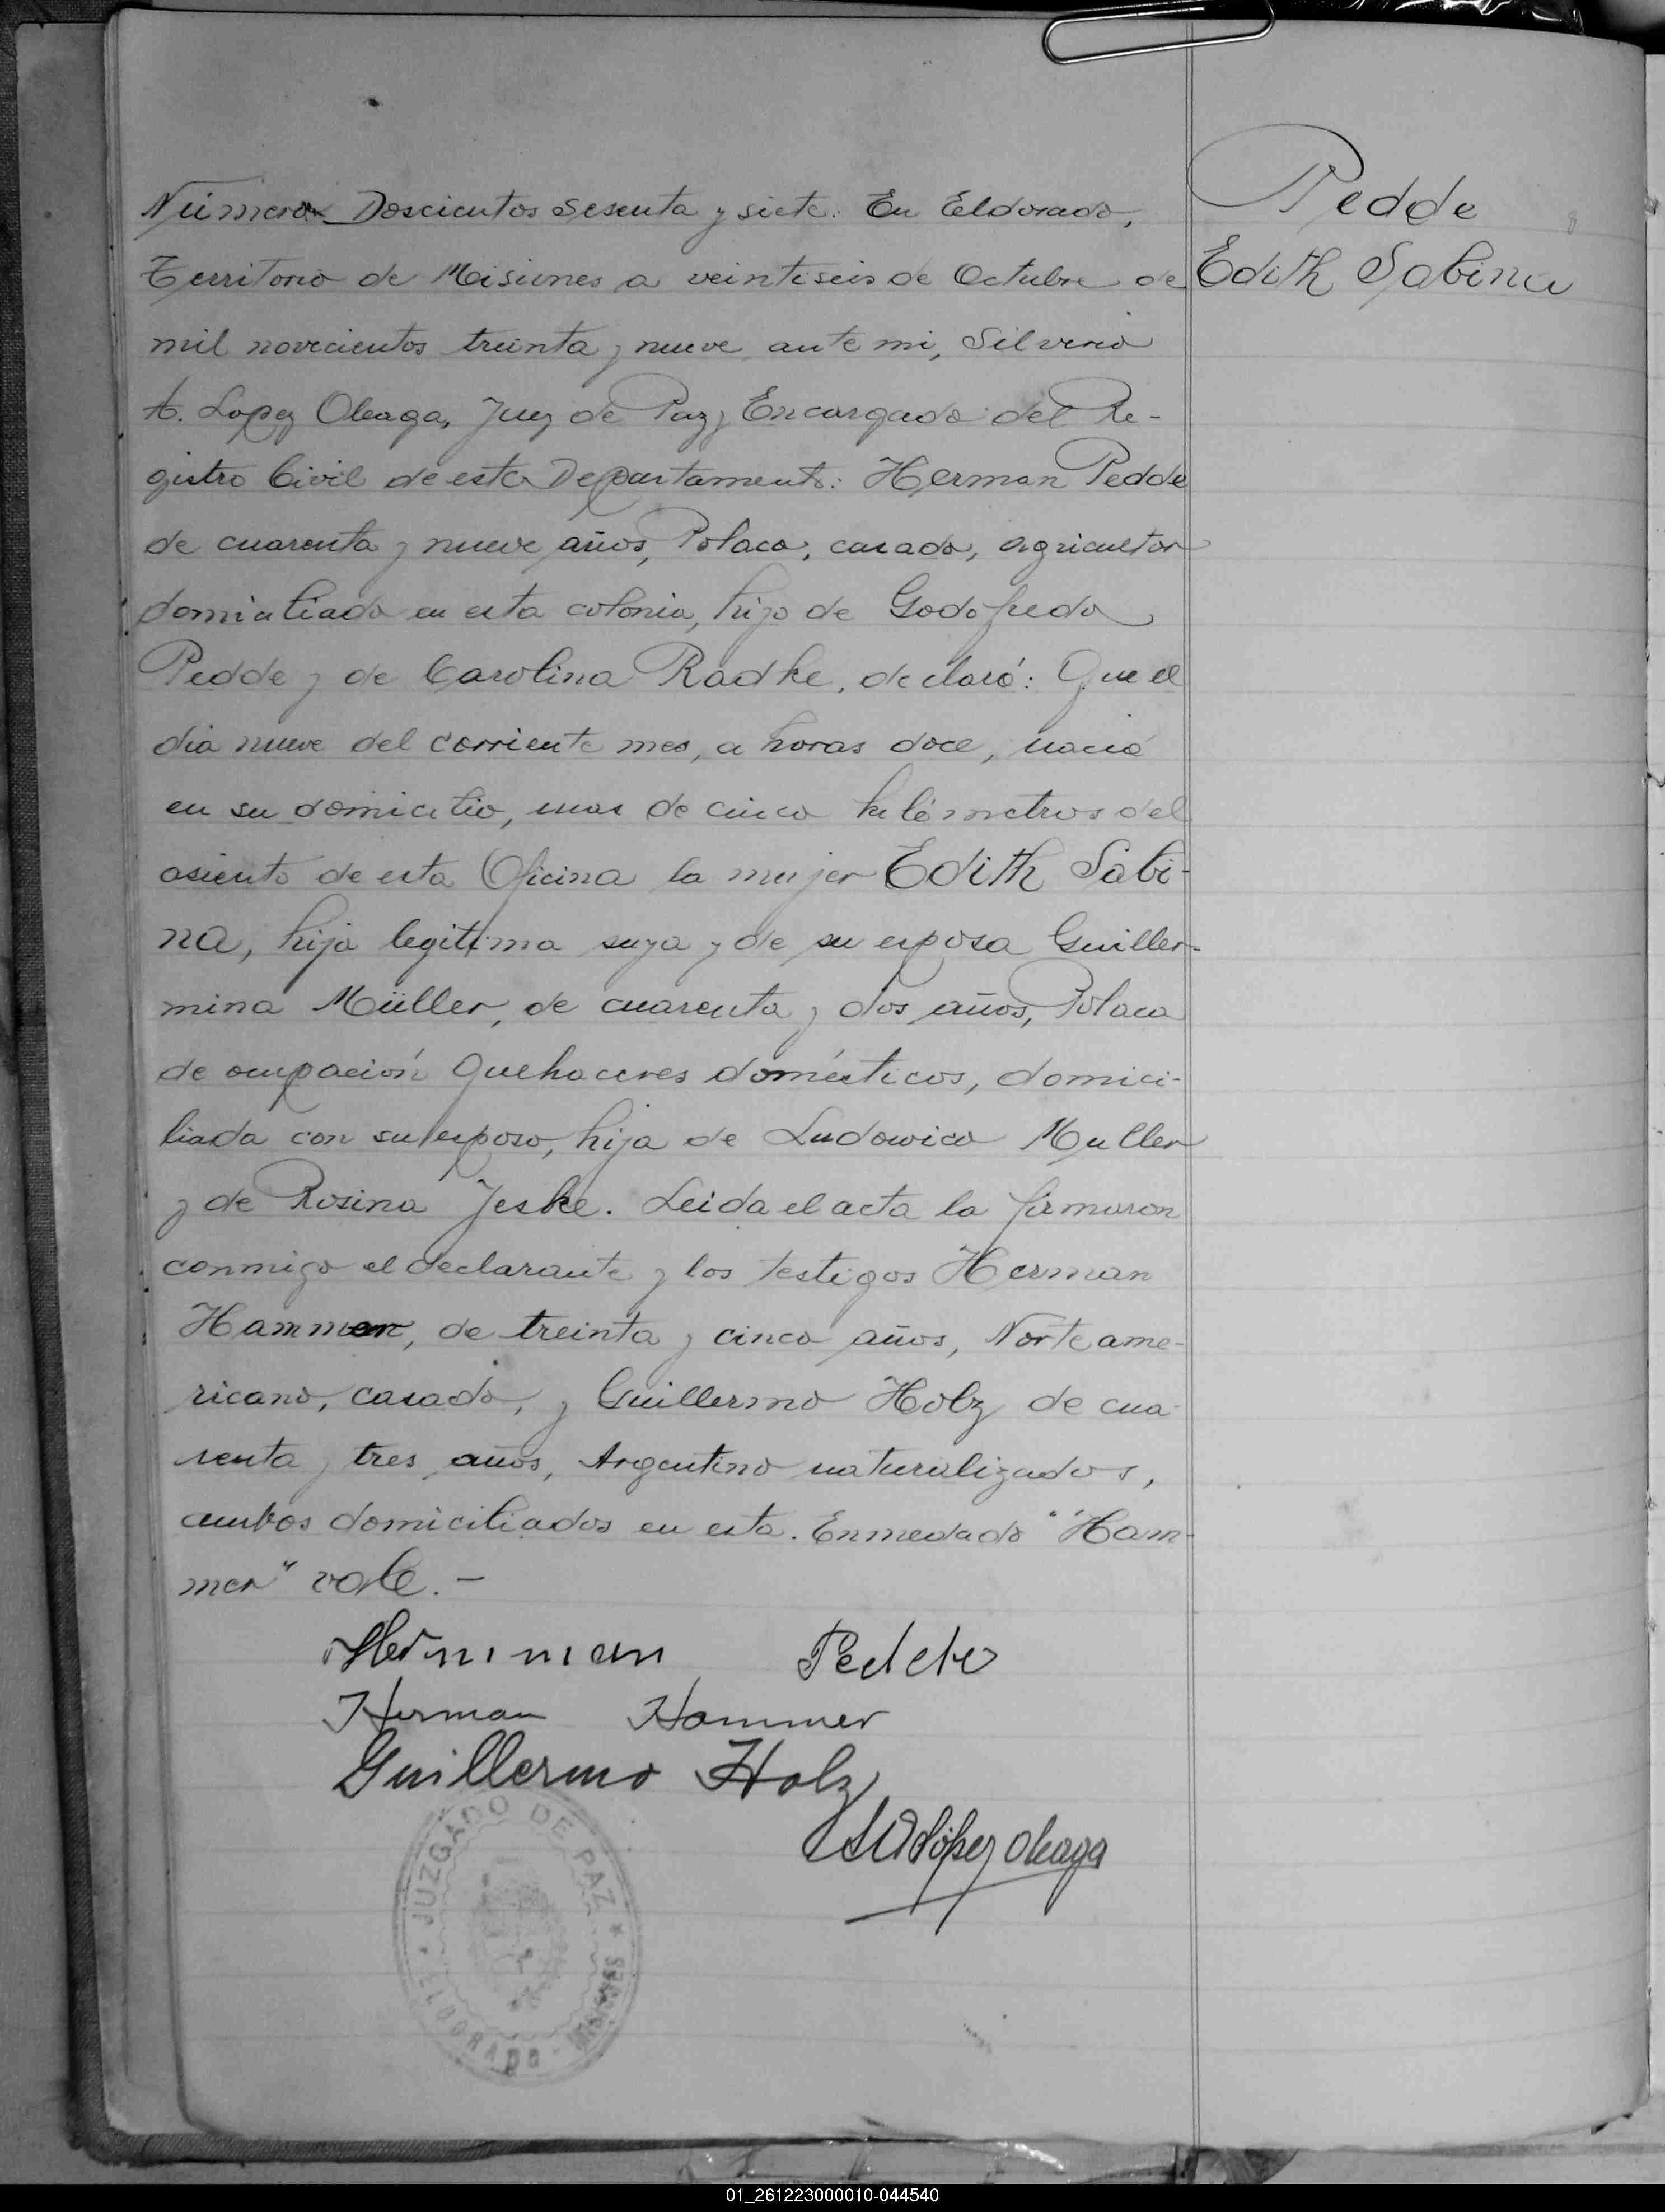 Pedde
Edith Sabina
Número Doscientos Sesenta y siete. En Eldorado,
Territorio de Misiones a veintiseis de Octubre de
mil novecientos treinta y nueve ante mi, Silverio
A. Lopez Oleaga, Juez de Paz y Encargado del Re-
gistro Civil de este Departamento: Herman Pedde
de cuarenta y nueve años, Polaco, casado, agricultor
domiciliado en esta colonia, hijo de Godofredo
Pedde y de Carolina Radke, declaró: Que el
dia nueve del corriente mes, a horas doce, nació
en su domicilio, mas de cinco kilómetros del
asiento de esta Oficina la mujer Edith Sabi-
na, hija legitima suya y de su esposa Guiller-
mina Müller, de cuarenta y dos años, Polaca
de ocupación Quehaceres domésticos, domici-
liada con su esposo, hija de Ludowico Muller
y de Rosina Jeske. Leida el acta la firmaron
conmigo el declarante y los testigos Herman
Hammer, de treinta y cinco años, Norteame-
ricano, casado, y Guillermo Holz de cua-
renta y tres años, Argentino naturalizados,
ambos domiciliados en esta. Enmendado "Ham-
mer" vale.-
Herminan Pedde
Herman Hammer
Guillermo Holz
SALópez Oleaga
JUZGADO DE PAZ
ELDORADO - MISIONES
01_261223000010-044540